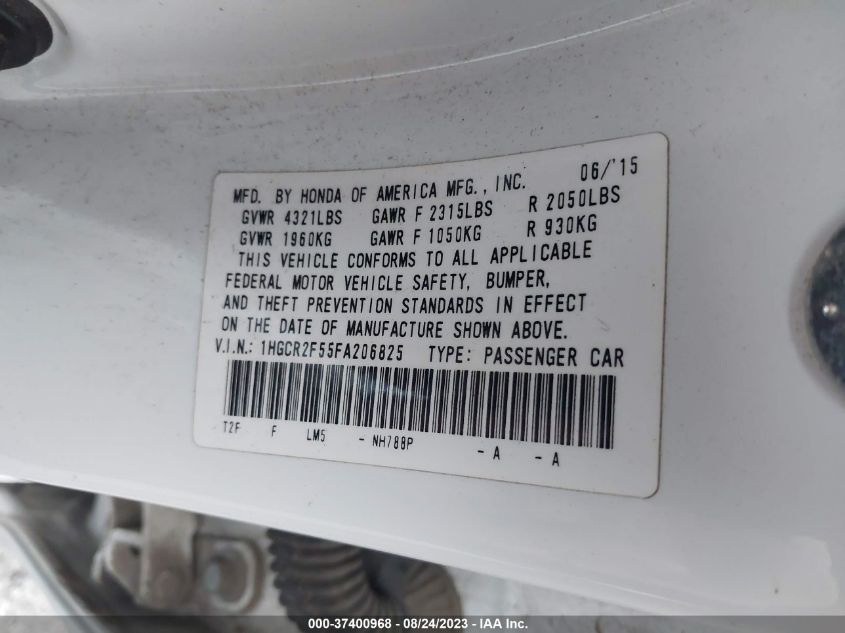 MFD. BY HONDA OF AMERICA MFG., INC. 06/'15
GVWR 4321LBS GAWR F 2315LBS R 2050LBS
GVWR 1960KG GAWR F 1050KG R 930KG
THIS VEHICLE CONFORMS TO ALL APPLICABLE
FEDERAL MOTOR VEHICLE SAFETY, BUMPER,
AND THEFT PREVENTION STANDARDS IN EFFECT
ON THE DATE OF MANUFACTURE SHOWN ABOVE.
V.I.N.: 1HGCR2F55FA206825 TYPE: PASSENGER CAR
T2F F LM5 - NH788P - A - A
000-37400968 - 08/24/2023 - IAA Inc.